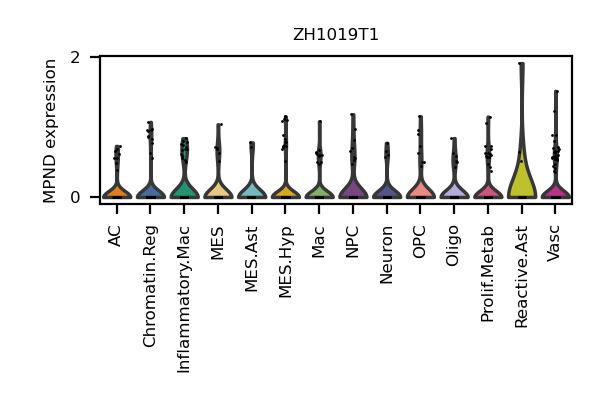 ZH1019T1
MPND expression
2
0
AC
Chromatin.Reg
Inflammatory.Mac
MES
MES.Ast
MES.Hyp
Mac
NPC
Neuron
OPC
Oligo
Prolif.Metab
Reactive.Ast
Vasc